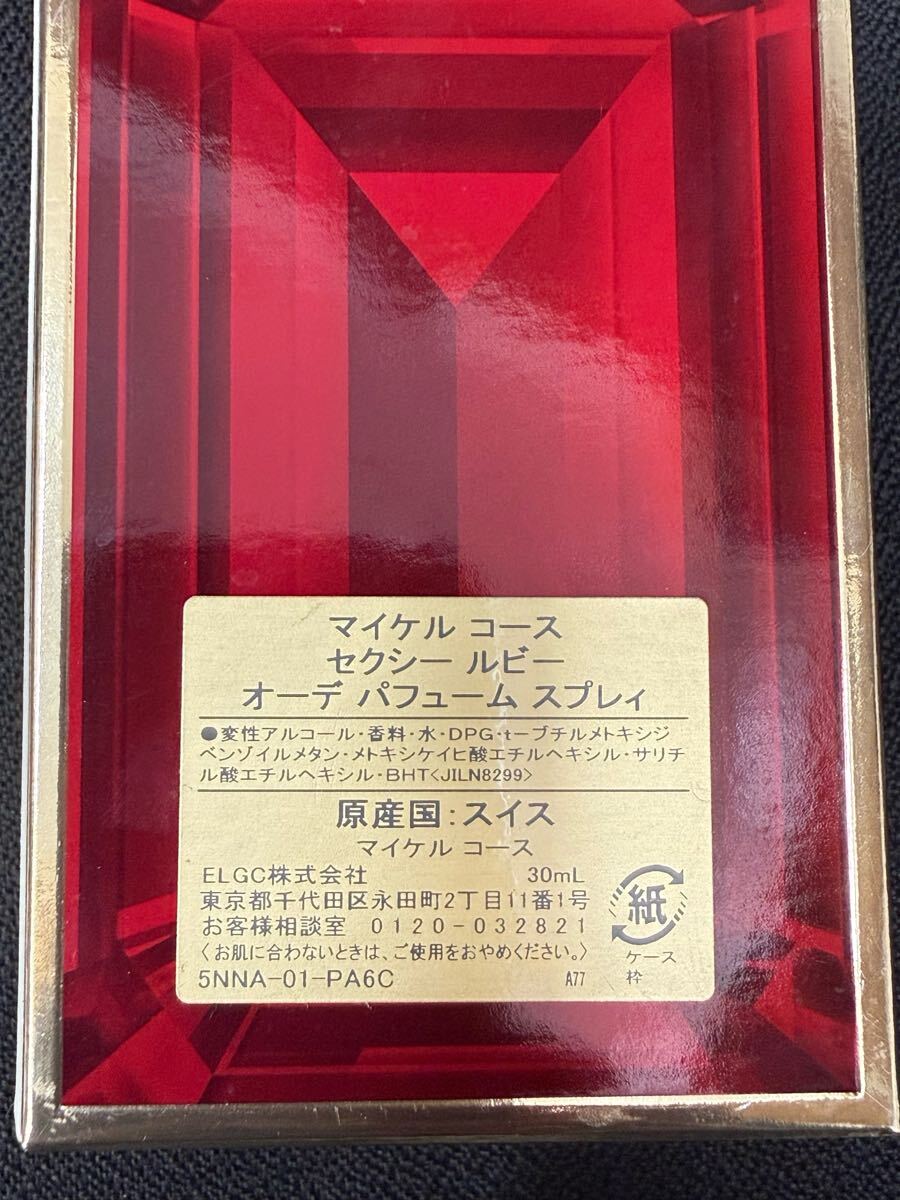 マイケル コース
セクシー ルビー
オーデ パフューム スプレィ
●変性アルコール・香料・水・DPG・t-ブチルメトキシジ
ベンゾイルメタン・メトキシケイヒ酸エチルヘキシル・サリチ
ル酸エチルヘキシル・BHT<JILN8299>
原産国:スイス
マイケル コース
ELGC株式会社 30mL
東京都千代田区永田町2丁目11番1号
お客様相談室 0120-032821
〈お肌に合わないときは、ご使用をおやめください。〉
5NNA-01-PA6C A77
紙
ケース
枠